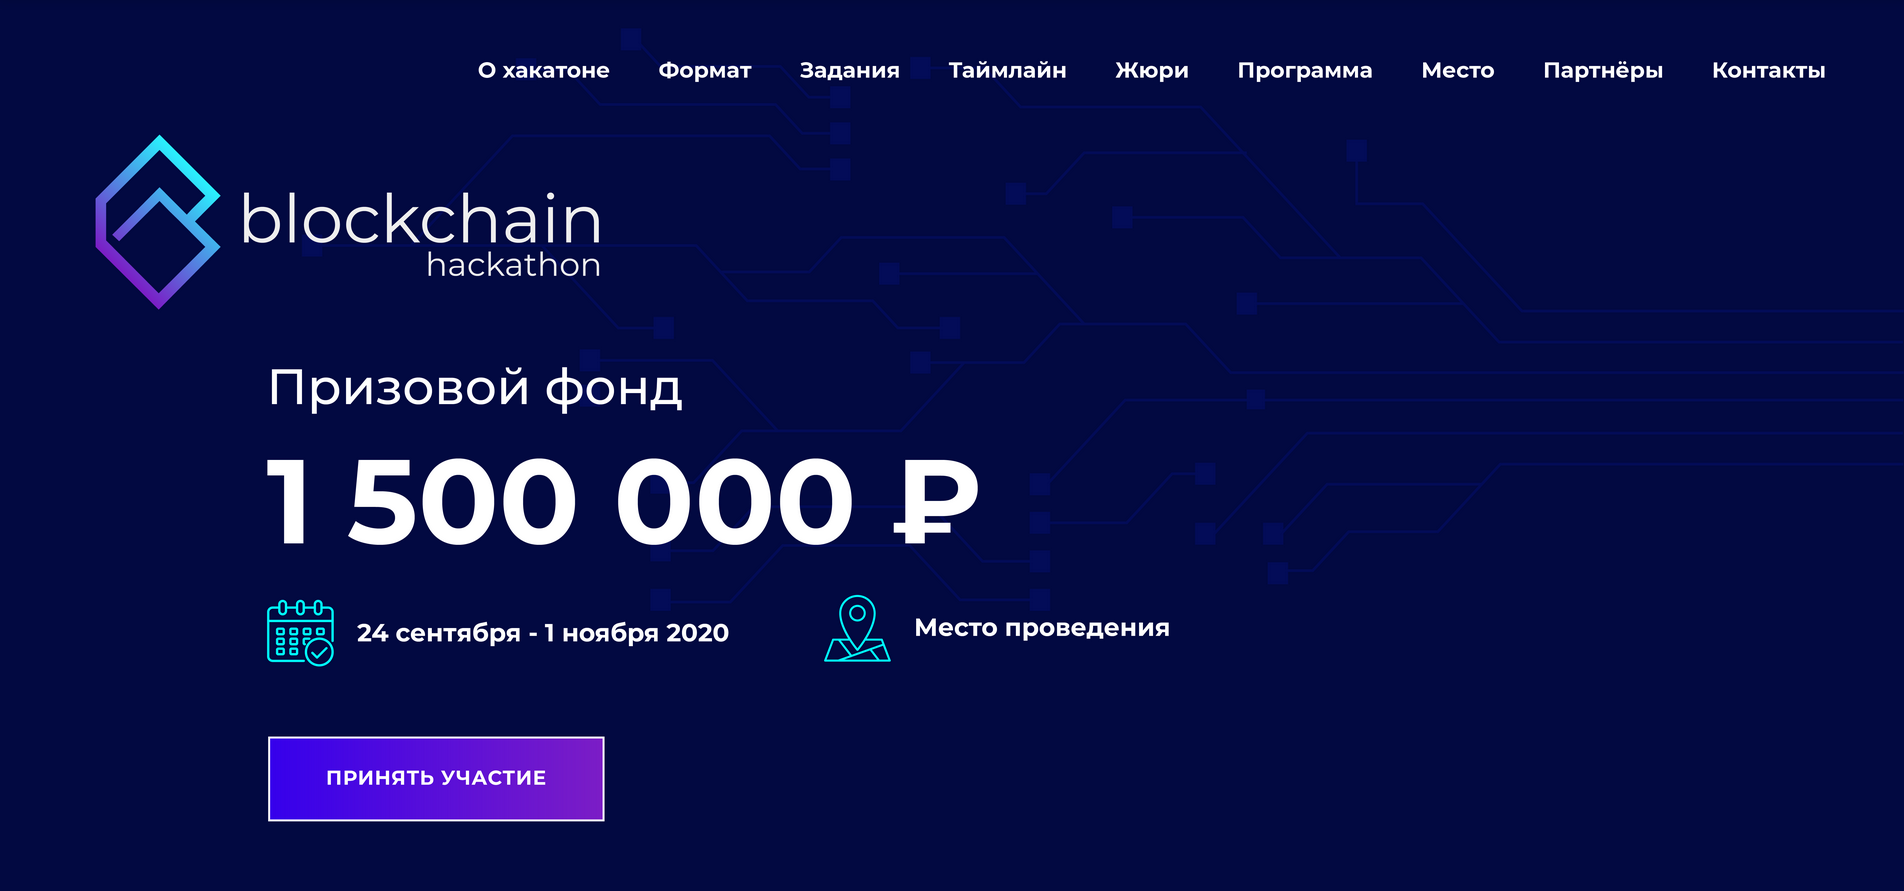 О хакатоне Формат Задания Таймлайн Жюри Программа Место Партнёры Контакты
blockchain
hackathon
Призовой фонд
1 500 000 ₽
24 сентября - 1 ноября 2020
Место проведения
ПРИНЯТЬ УЧАСТИЕ